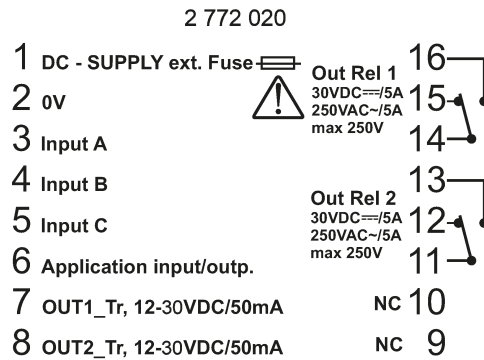 2 772 020
1 DC - SUPPLY ext. Fuse
2 0V
3 Input A
4 Input B
5 Input C
6 Application input/outp.
7 OUT1_Tr, 12-30VDC/50mA
8 OUT2_Tr, 12-30VDC/50mA
Out Rel 1 16
30VDC⎓/5A 15
250VAC~/5A
max 250V 14
Out Rel 2 13
30VDC⎓/5A 12
250VAC~/5A
max 250V 11
NC 10
NC 9